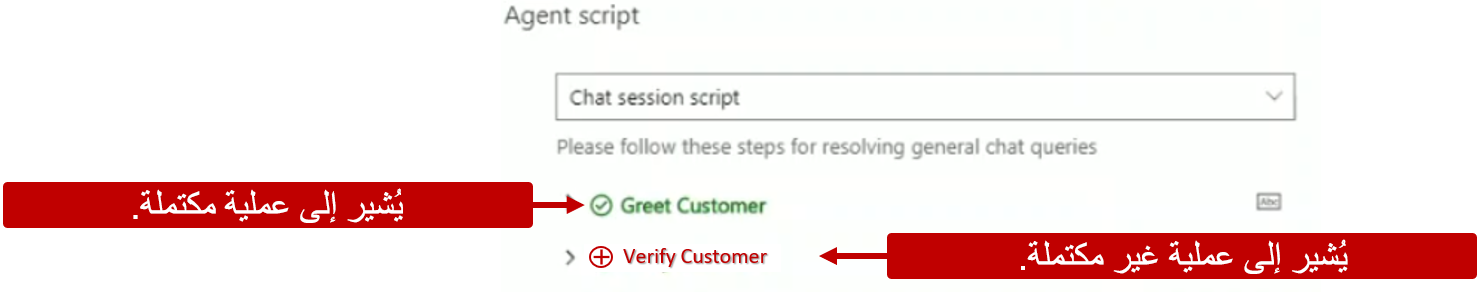 Agent script
Chat session script
Please follow these steps for resolving general chat queries
يُشير إلى عملية مكتملة.
Greet Customer
Abc
Verify Customer
يُشير إلى عملية غير مكتملة.